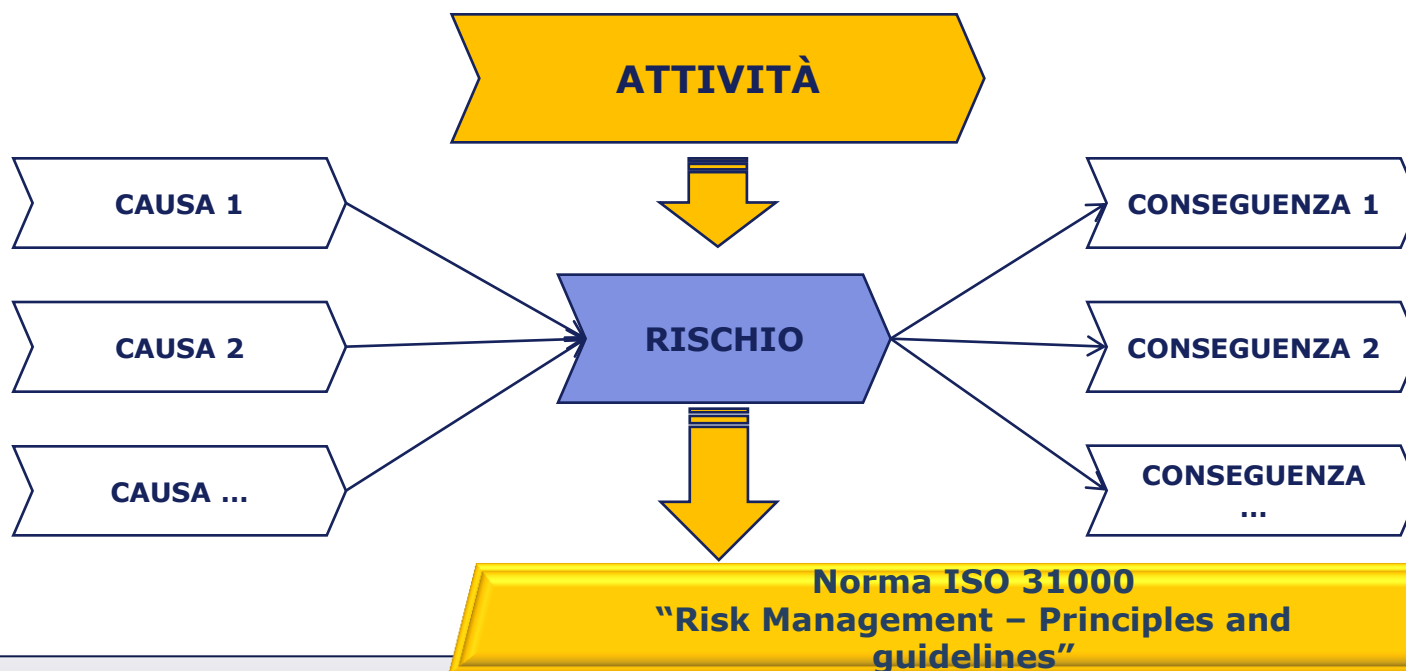 ATTIVITÀ
CAUSA 1
CONSEGUENZA 1
CAUSA 2
RISCHIO
CONSEGUENZA 2
CAUSA ...
CONSEGUENZA
...
Norma ISO 31000
“Risk Management – Principles and
guidelines”